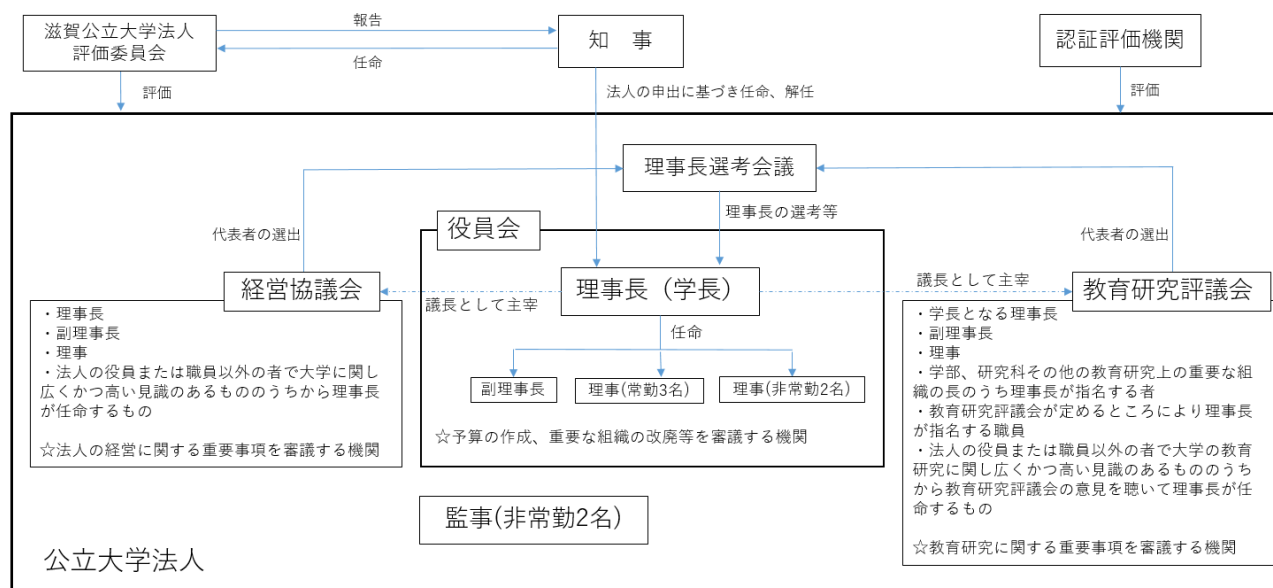 滋賀公立大学法人
評価委員会
報告
任命
知　事
認証評価機関
評価
法人の申出に基づき任命、解任
評価
理事長選考会議
理事長の選考等
代表者の選出
代表者の選出
役員会
経営協議会
議長として主宰
理事長（学長）
議長として主宰
教育研究評議会
・理事長
・副理事長
・理事
・法人の役員または職員以外の者で大学に関し
広くかつ高い見識のあるもののうちから理事長
が任命するもの
☆法人の経営に関する重要事項を審議する機関
任命
副理事長
理事(常勤3名)
理事(非常勤2名)
☆予算の作成、重要な組織の改廃等を審議する機関
・学長となる理事長
・副理事長
・理事
・学部、研究科その他の教育研究上の重要な組
織の長のうち理事長が指名する者
・教育研究評議会が定めるところにより理事長
が指名する職員
・法人の役員または職員以外の者で大学の教育
研究に関し広くかつ高い見識のあるもののうち
から教育研究評議会の意見を聴いて理事長が任
命するもの
☆教育研究に関する重要事項を審議する機関
監事(非常勤2名)
公立大学法人